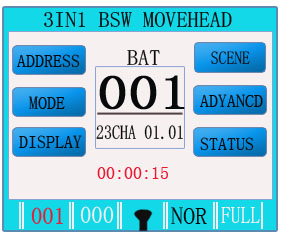 3IN1 BSW MOVEHEAD
ADDRESS
BAT
SCENE
001
MODE
ADYANCD
23CHA 01.01
DISPLAY
STATUS
00:00:15
001 000 NOR FULL